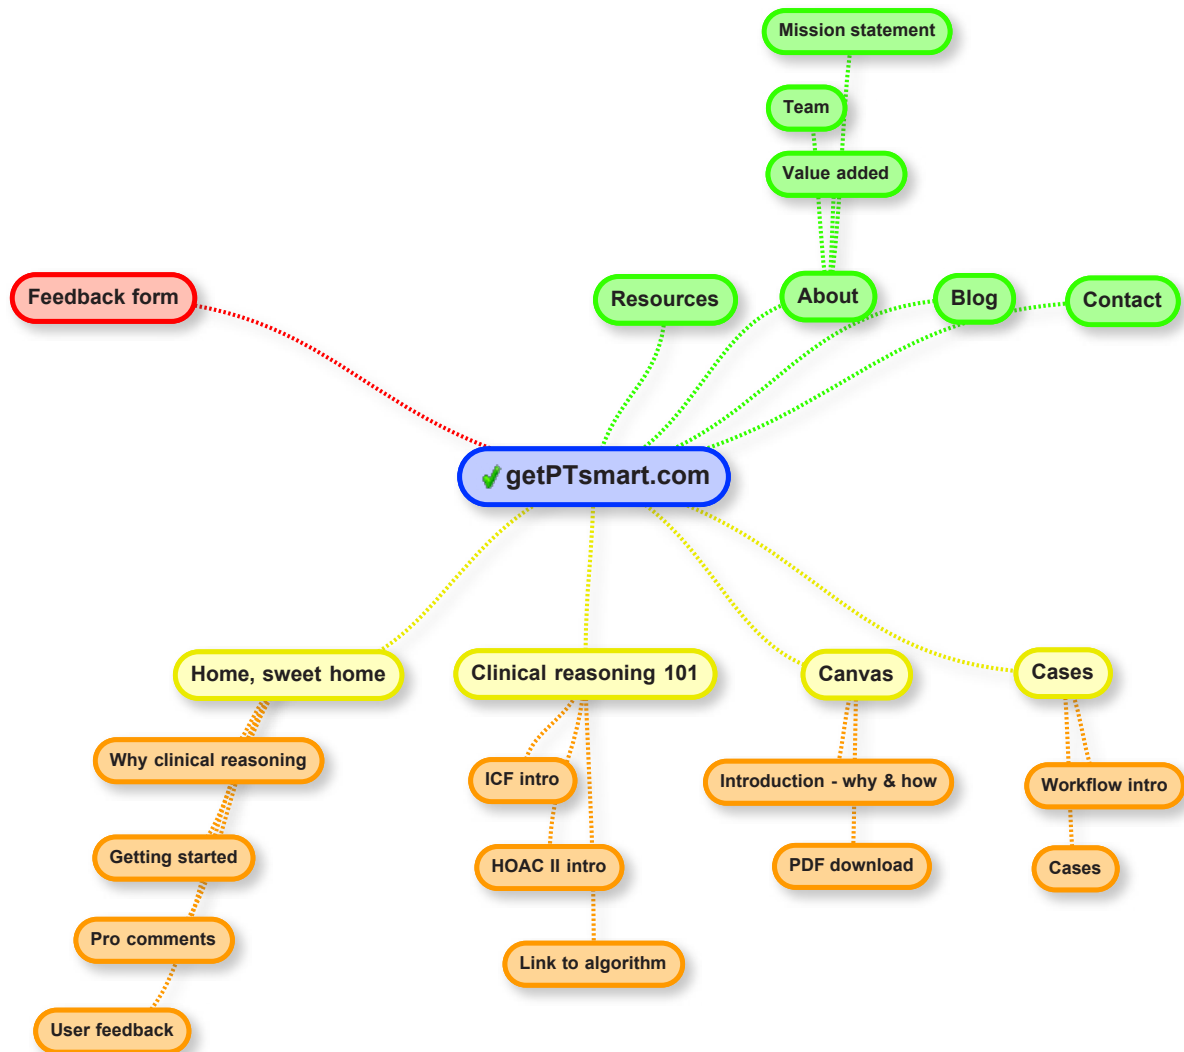 Mission statement
Team
Value added
Feedback form
Resources
About
Blog
Contact
getPTsmart.com
Home, sweet home
Clinical reasoning 101
Canvas
Cases
Why clinical reasoning
ICF intro
Introduction - why & how
Workflow intro
Getting started
HOAC II intro
PDF download
Cases
Pro comments
Link to algorithm
User feedback